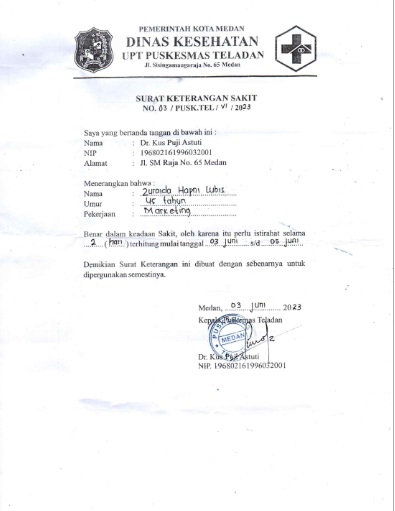 PEMERINTAH KOTA MEDAN
DINAS KESEHATAN
UPT PUSKESMAS TELADAN
Jl. Sisingamangaraja No. 65 Medan
SURAT KETERANGAN SAKIT
NO. 03 / PUSK.TEL / VI / 2023
Saya yang bertanda tangan di bawah ini :
Nama : Dr. Kus Puji Astuti
NIP : 196802161996032001
Alamat : Jl. SM Raja No. 65 Medan
Menerangkan bahwa :
Nama : Zuraida Hapni Lubis
Umur : 45 tahun
Pekerjaan : Marketing
Benar dalam keadaan Sakit, oleh karena itu perlu istirahat selama
2 ( hari ) terhitung mulai tanggal 03 Juni s/d 05 Juni
Demikian Surat Keterangan ini dibuat dengan sebenarnya untuk
dipergunakan semestinya.
Medan, 03 Juni 2023
Kepala Puskesmas Teladan
MEDAN
Dr. Kus Puji Astuti
NIP. 196802161996032001